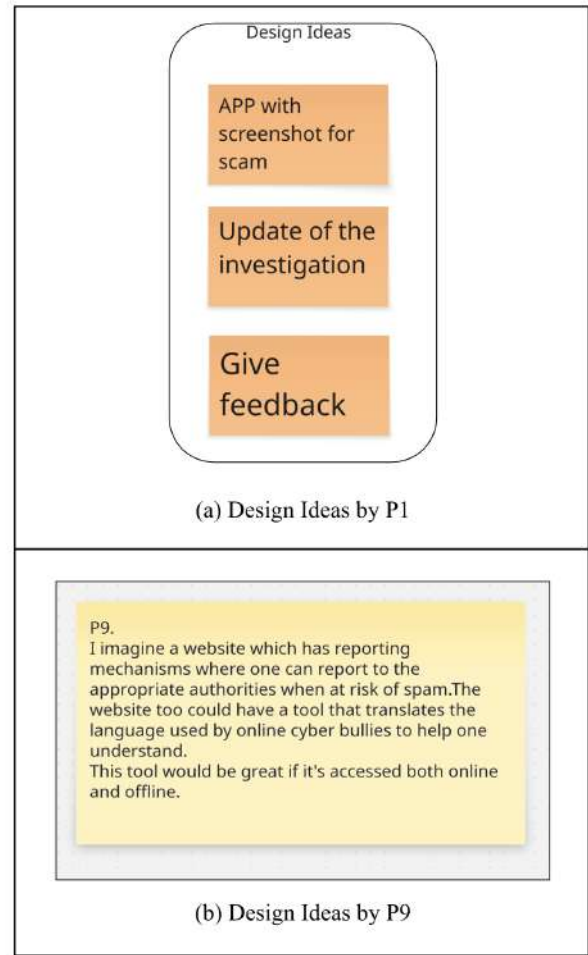 Design Ideas
APP with
screenshot for
scam
Update of the
investigation
Give
feedback
(a) Design Ideas by P1
P9.
I imagine a website which has reporting
mechanisms where one can report to the
appropriate authorities when at risk of spam.The
website too could have a tool that translates the
language used by online cyber bullies to help one
understand.
This tool would be great if it's accessed both online
and offline.
(b) Design Ideas by P9